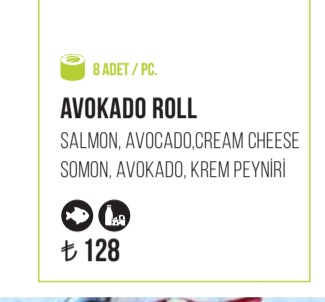 8 ADET / PC.
AVOKADO ROLL
SALMON, AVOCADO,CREAM CHEESE
SOMON, AVOKADO, KREM PEYNİRİ
₺ 128